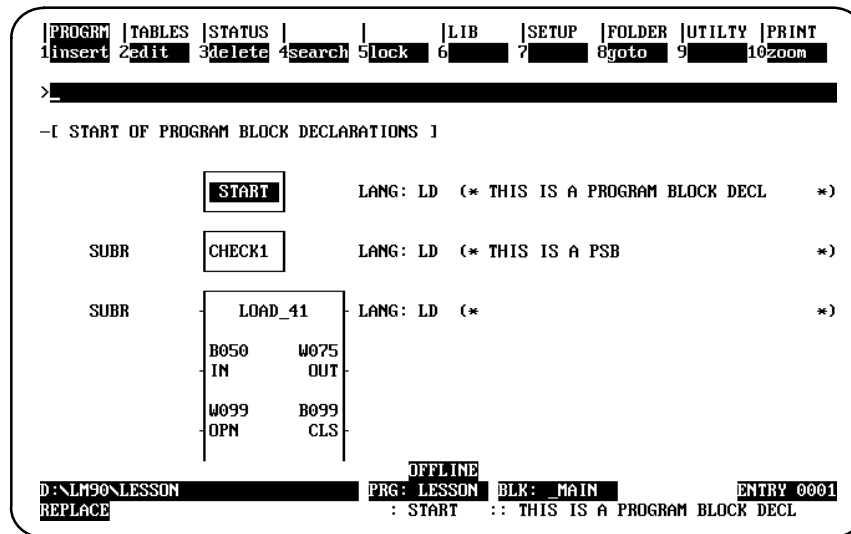 |PROGRM |TABLES |STATUS | | |LIB |SETUP |FOLDER |UTILTY |PRINT
1insert 2edit 3delete 4search 5lock 6 7 8goto 9 10zoom
>_
-[ START OF PROGRAM BLOCK DECLARATIONS ]
START LANG: LD (* THIS IS A PROGRAM BLOCK DECL *)
SUBR CHECK1 LANG: LD (* THIS IS A PSB *)
SUBR LOAD_41 LANG: LD (* *)
B050 W075
IN OUT
W099 B099
OPN CLS
OFFLINE
D:\LM90\LESSON PRG: LESSON BLK: _MAIN ENTRY 0001
REPLACE : START :: THIS IS A PROGRAM BLOCK DECL